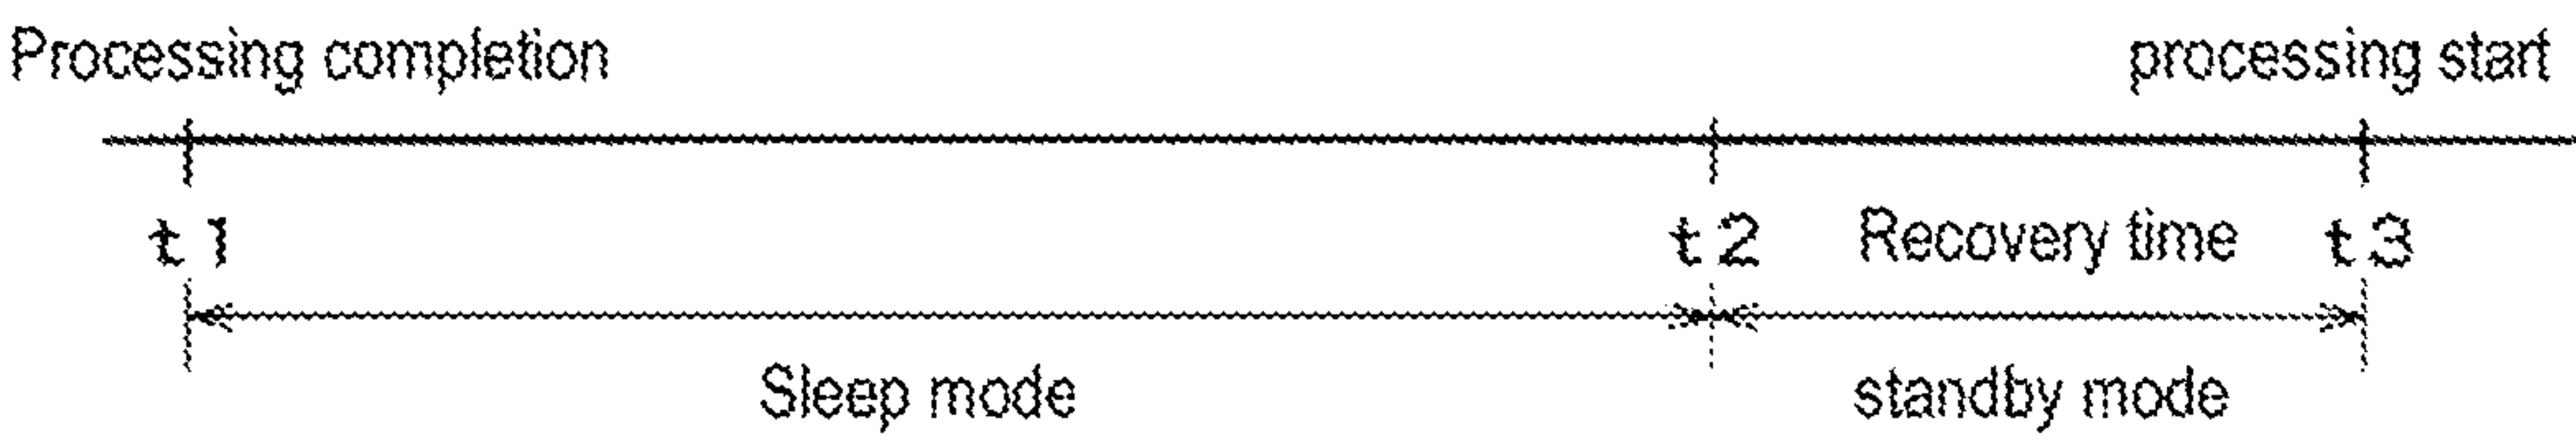 Processing completion processing start
t1 t2 Recovery time t3
Sleep mode standby mode